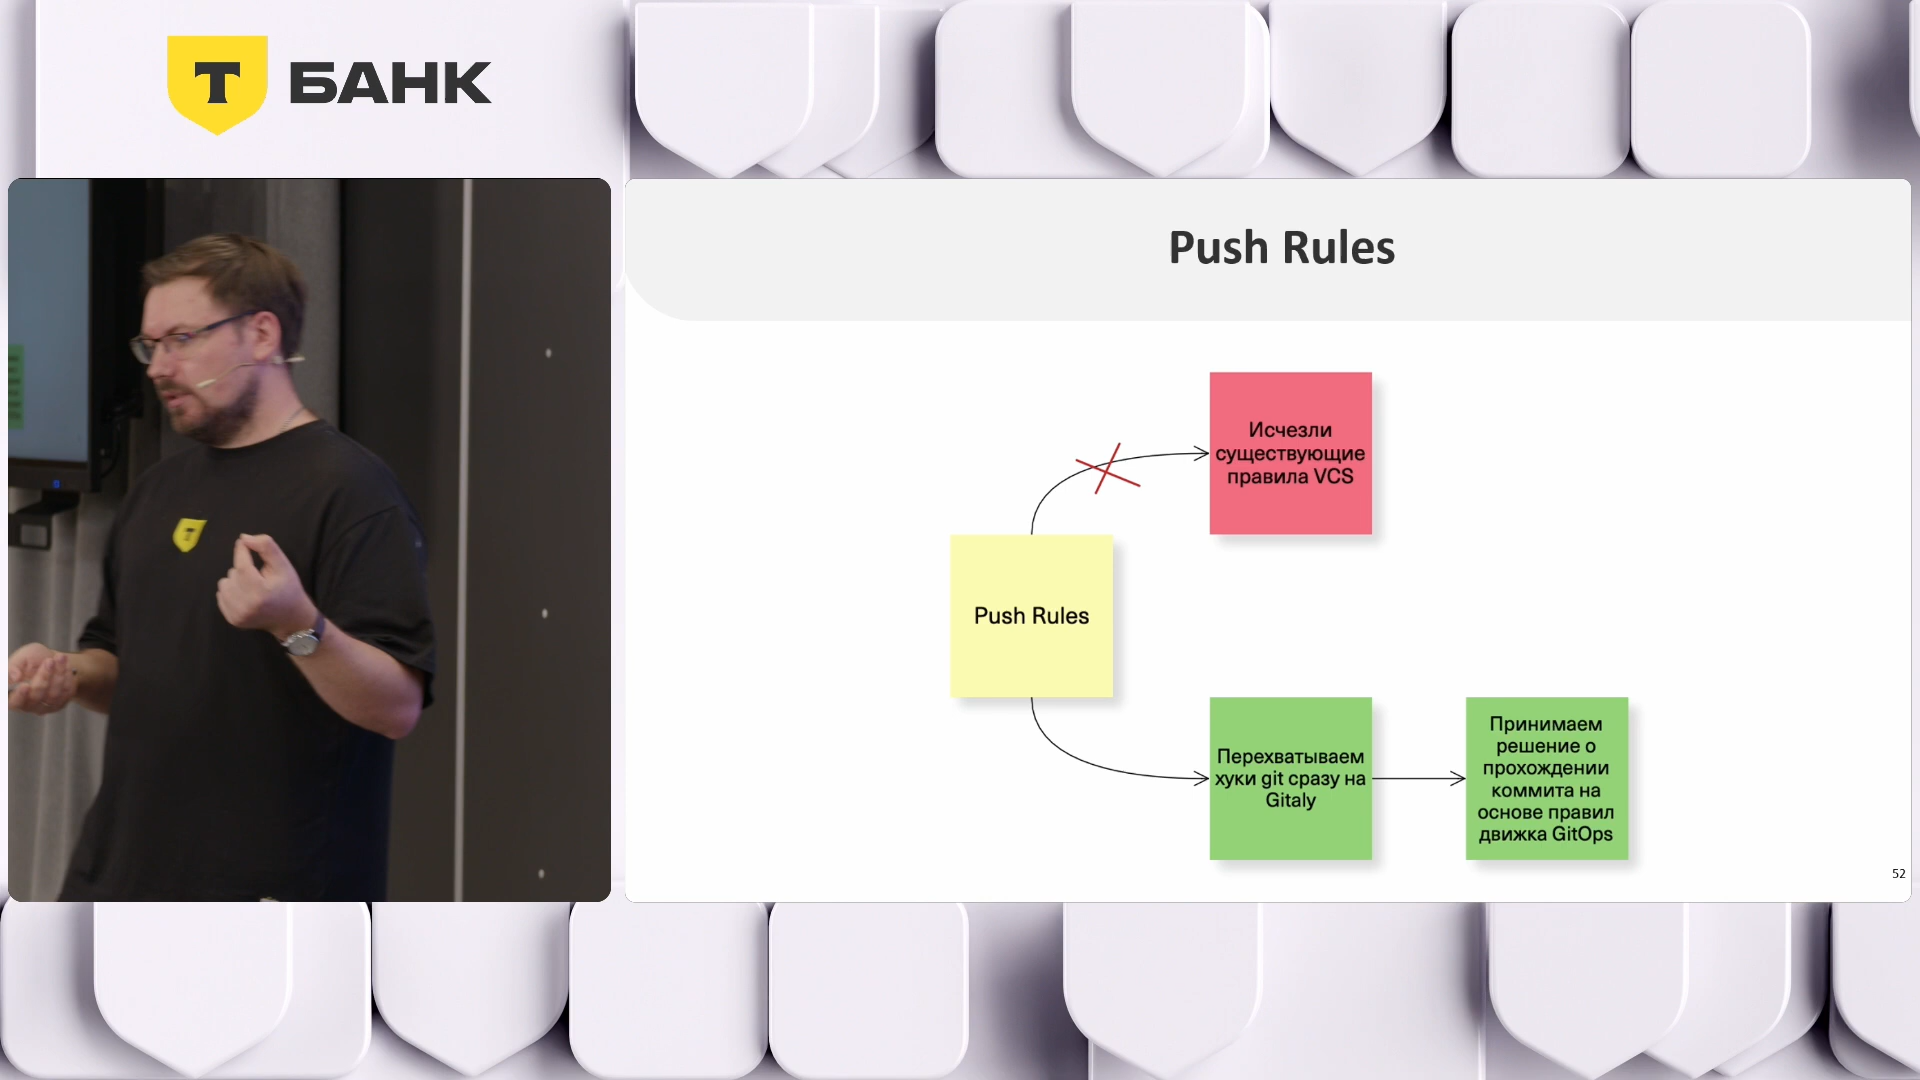 Т БАНК
Push Rules
Исчезли
существующие
правила VCS
Push Rules
Перехватываем
хуки git сразу на
Gitaly
Принимаем
решение о
прохождении
коммита на
основе правил
движка GitOps
52
Т